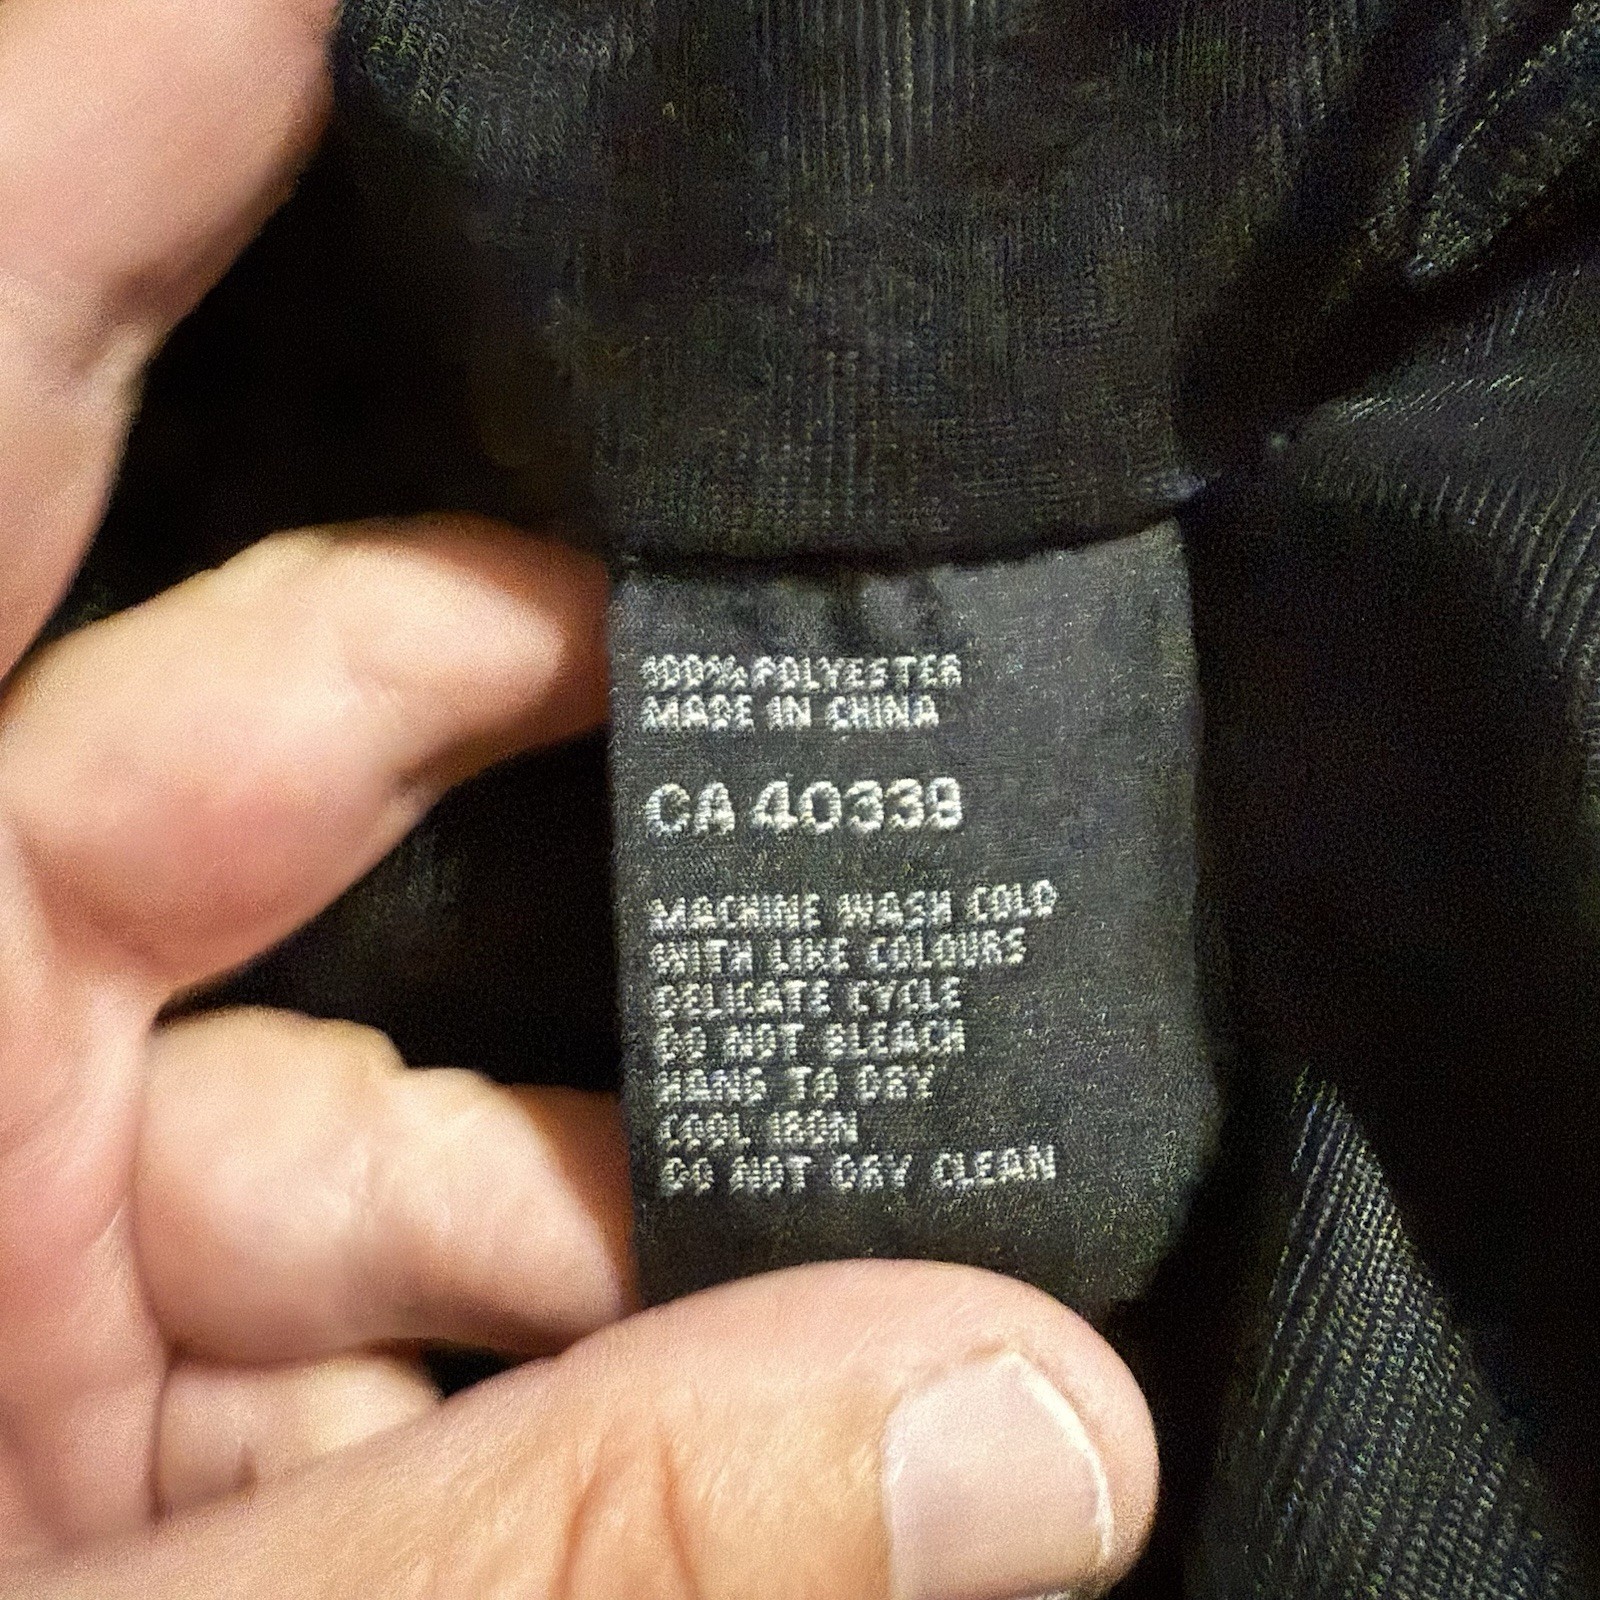 100% POLYESTER
MADE IN CHINA
CA 40339
MACHINE WASH COLD
WITH LIKE COLOURS
DELICATE CYCLE
DO NOT BLEACH
HANG TO DRY
COOL IRON
DO NOT DRY CLEAN